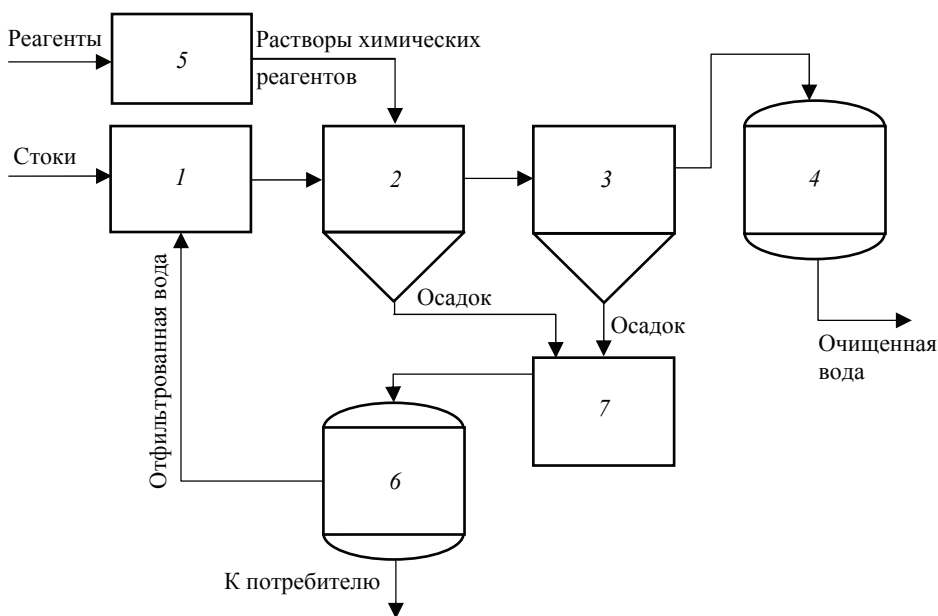 Реагенты
5
Растворы химических
реагентов
Стоки
1
2
3
4
Осадок
Осадок
Очищенная
вода
Отфильтрованная вода
7
6
К потребителю